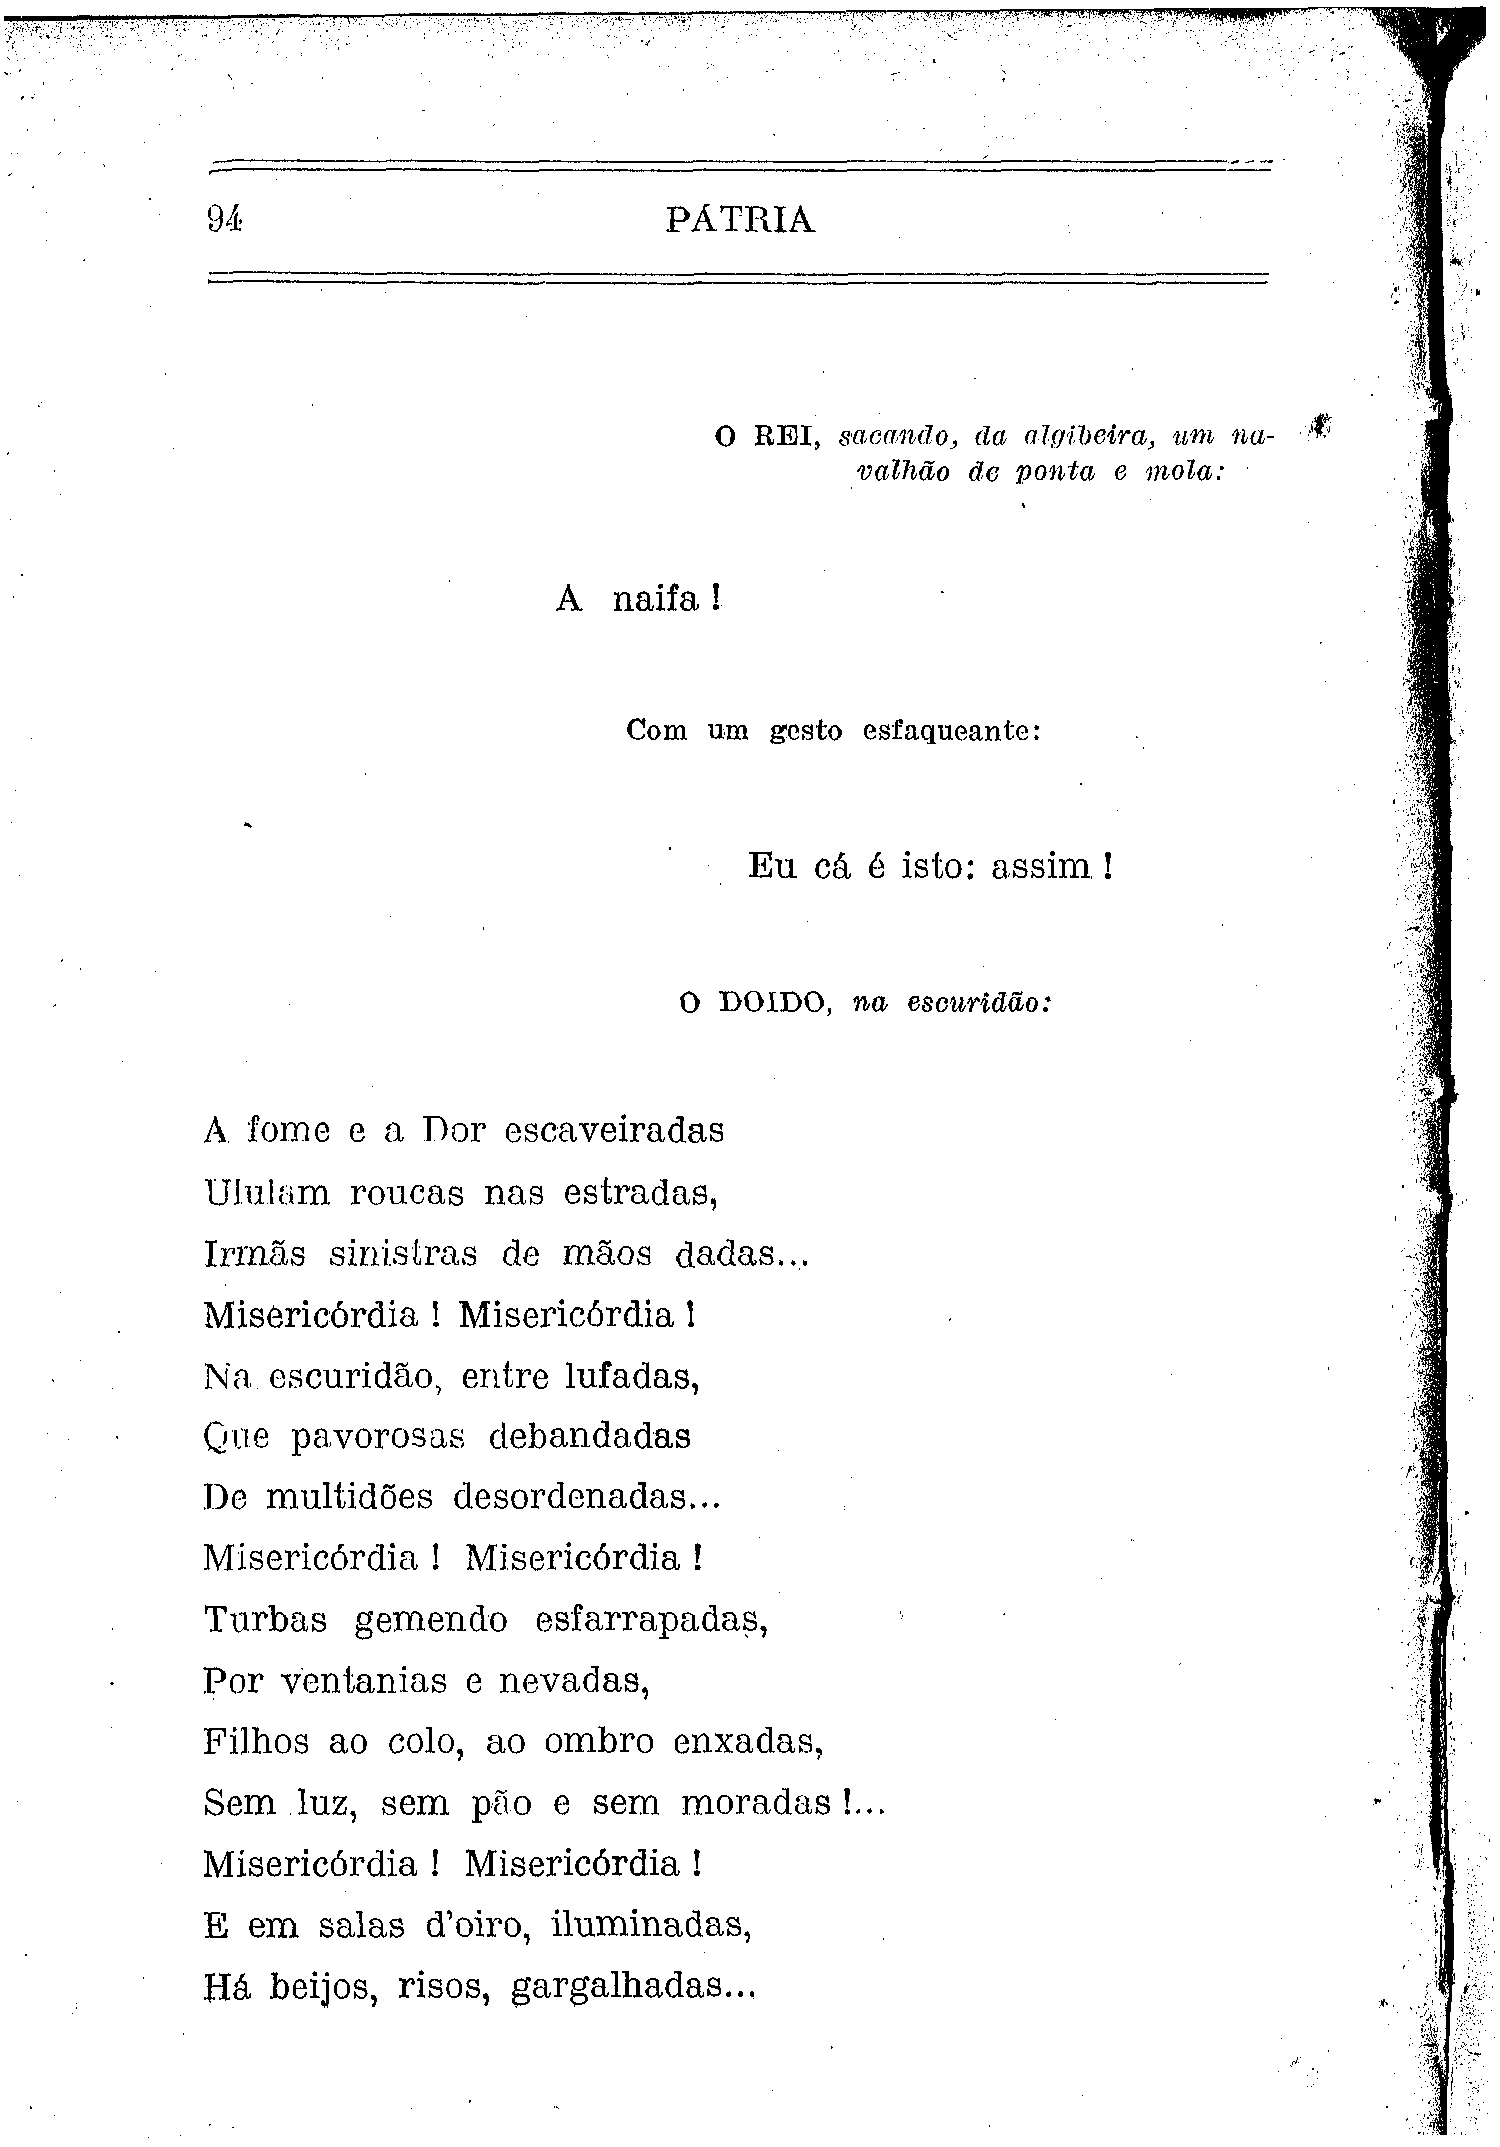 94 PÁTRIA
O REI, sacando, da algibeira, um na-
valhão de ponta e mola:
A naifa !
Com um gesto esfaqueante:
Eu cá é isto: assim !
O DOIDO, na escuridão:
A fome e a Dor escaveiradas
Ululam roucas nas estradas,
Irmãs sinistras de mãos dadas...
Misericórdia ! Misericórdia !
Na escuridão, entre lufadas,
Que pavorosas debandadas
De multidões desordenadas...
Misericórdia ! Misericórdia !
Turbas gemendo esfarrapadas,
Por ventanias e nevadas,
Filhos ao colo, ao ombro enxadas,
Sem luz, sem pão e sem moradas !...
Misericórdia ! Misericórdia !
E em salas d'oiro, iluminadas,
Há beijos, risos, gargalhadas...